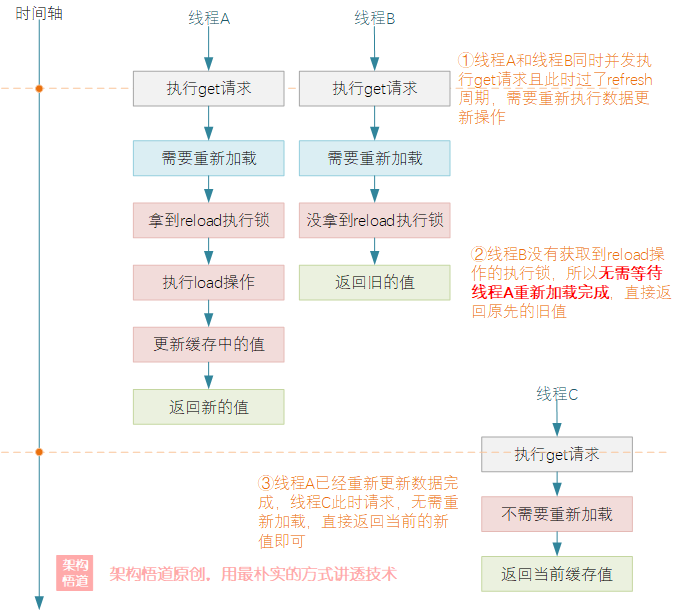 时间轴
线程A
线程B
执行get请求
执行get请求
①线程A和线程B同时并发执
行get请求且此时过了refresh
周期，需要重新执行数据更
新操作
需要重新加载
需要重新加载
拿到reload执行锁
没拿到reload执行锁
执行load操作
返回旧的值
②线程B没有获取到reload操
作的执行锁，所以无需等待
线程A重新加载完成，直接返
回原先的旧值
更新缓存中的值
返回新的值
线程C
执行get请求
③线程A已经重新更新数据完
成，线程C此时请求，无需重
新加载，直接返回当前的新
值即可
不需要重新加载
返回当前缓存值
架构
悟道
架构悟道原创，用最朴实的方式讲透技术